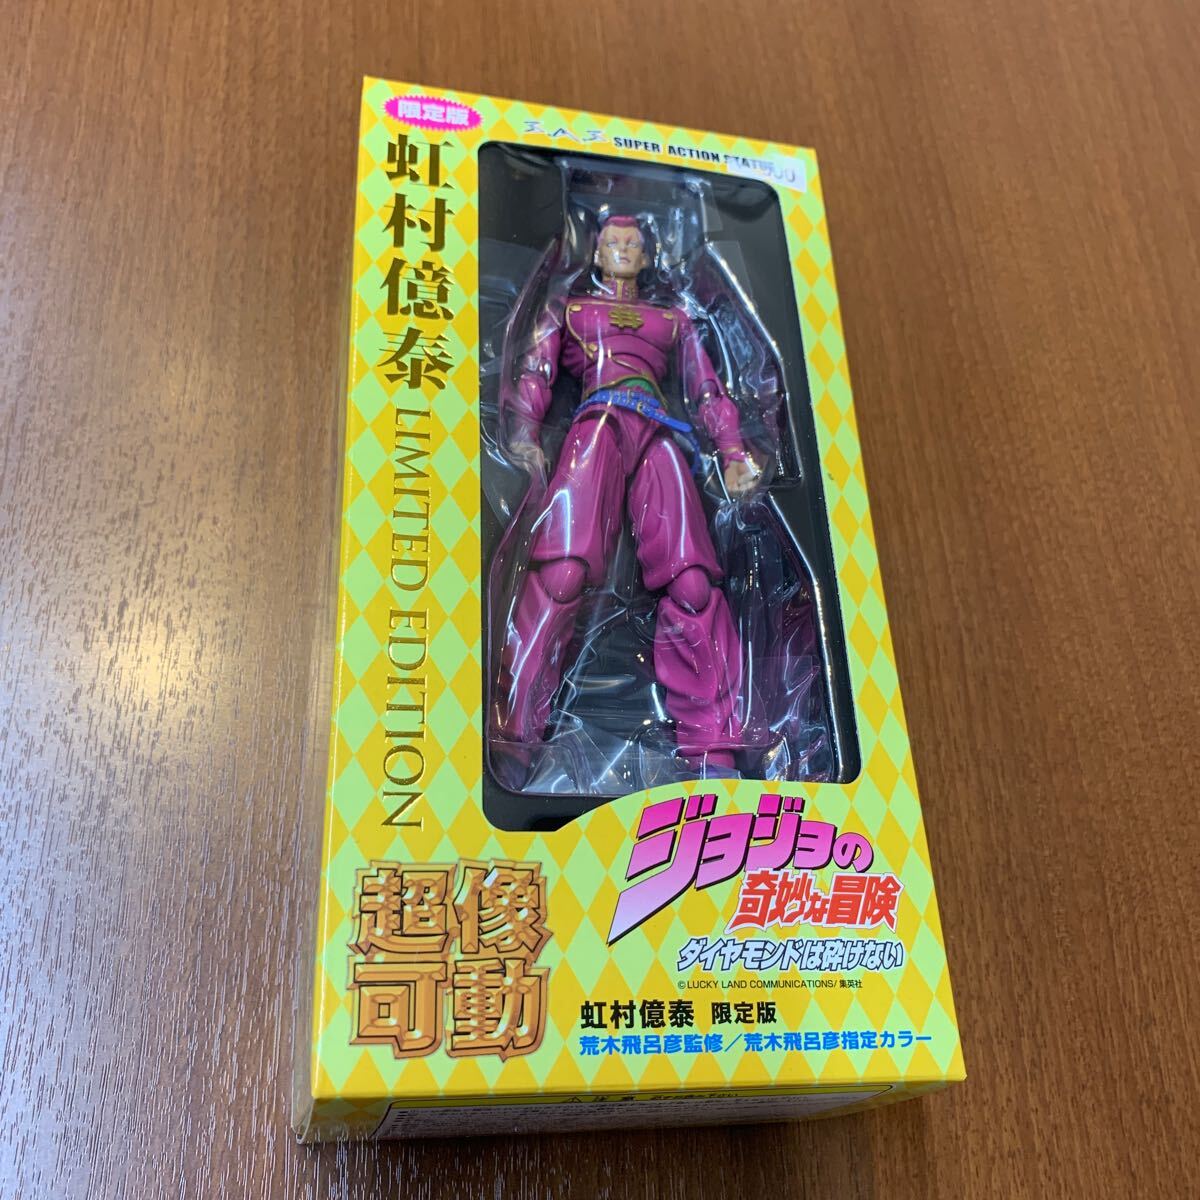 限定版
虹村億泰 LIMITED EDITION
S.A.S SUPER ACTION STATUE
超像
可動
ジョジョの
奇妙な冒険
ダイヤモンドは砕けない
©LUCKY LAND COMMUNICATIONS/集英社
虹村億泰 限定版
荒木飛呂彦監修／荒木飛呂彦指定カラー
⚠注意